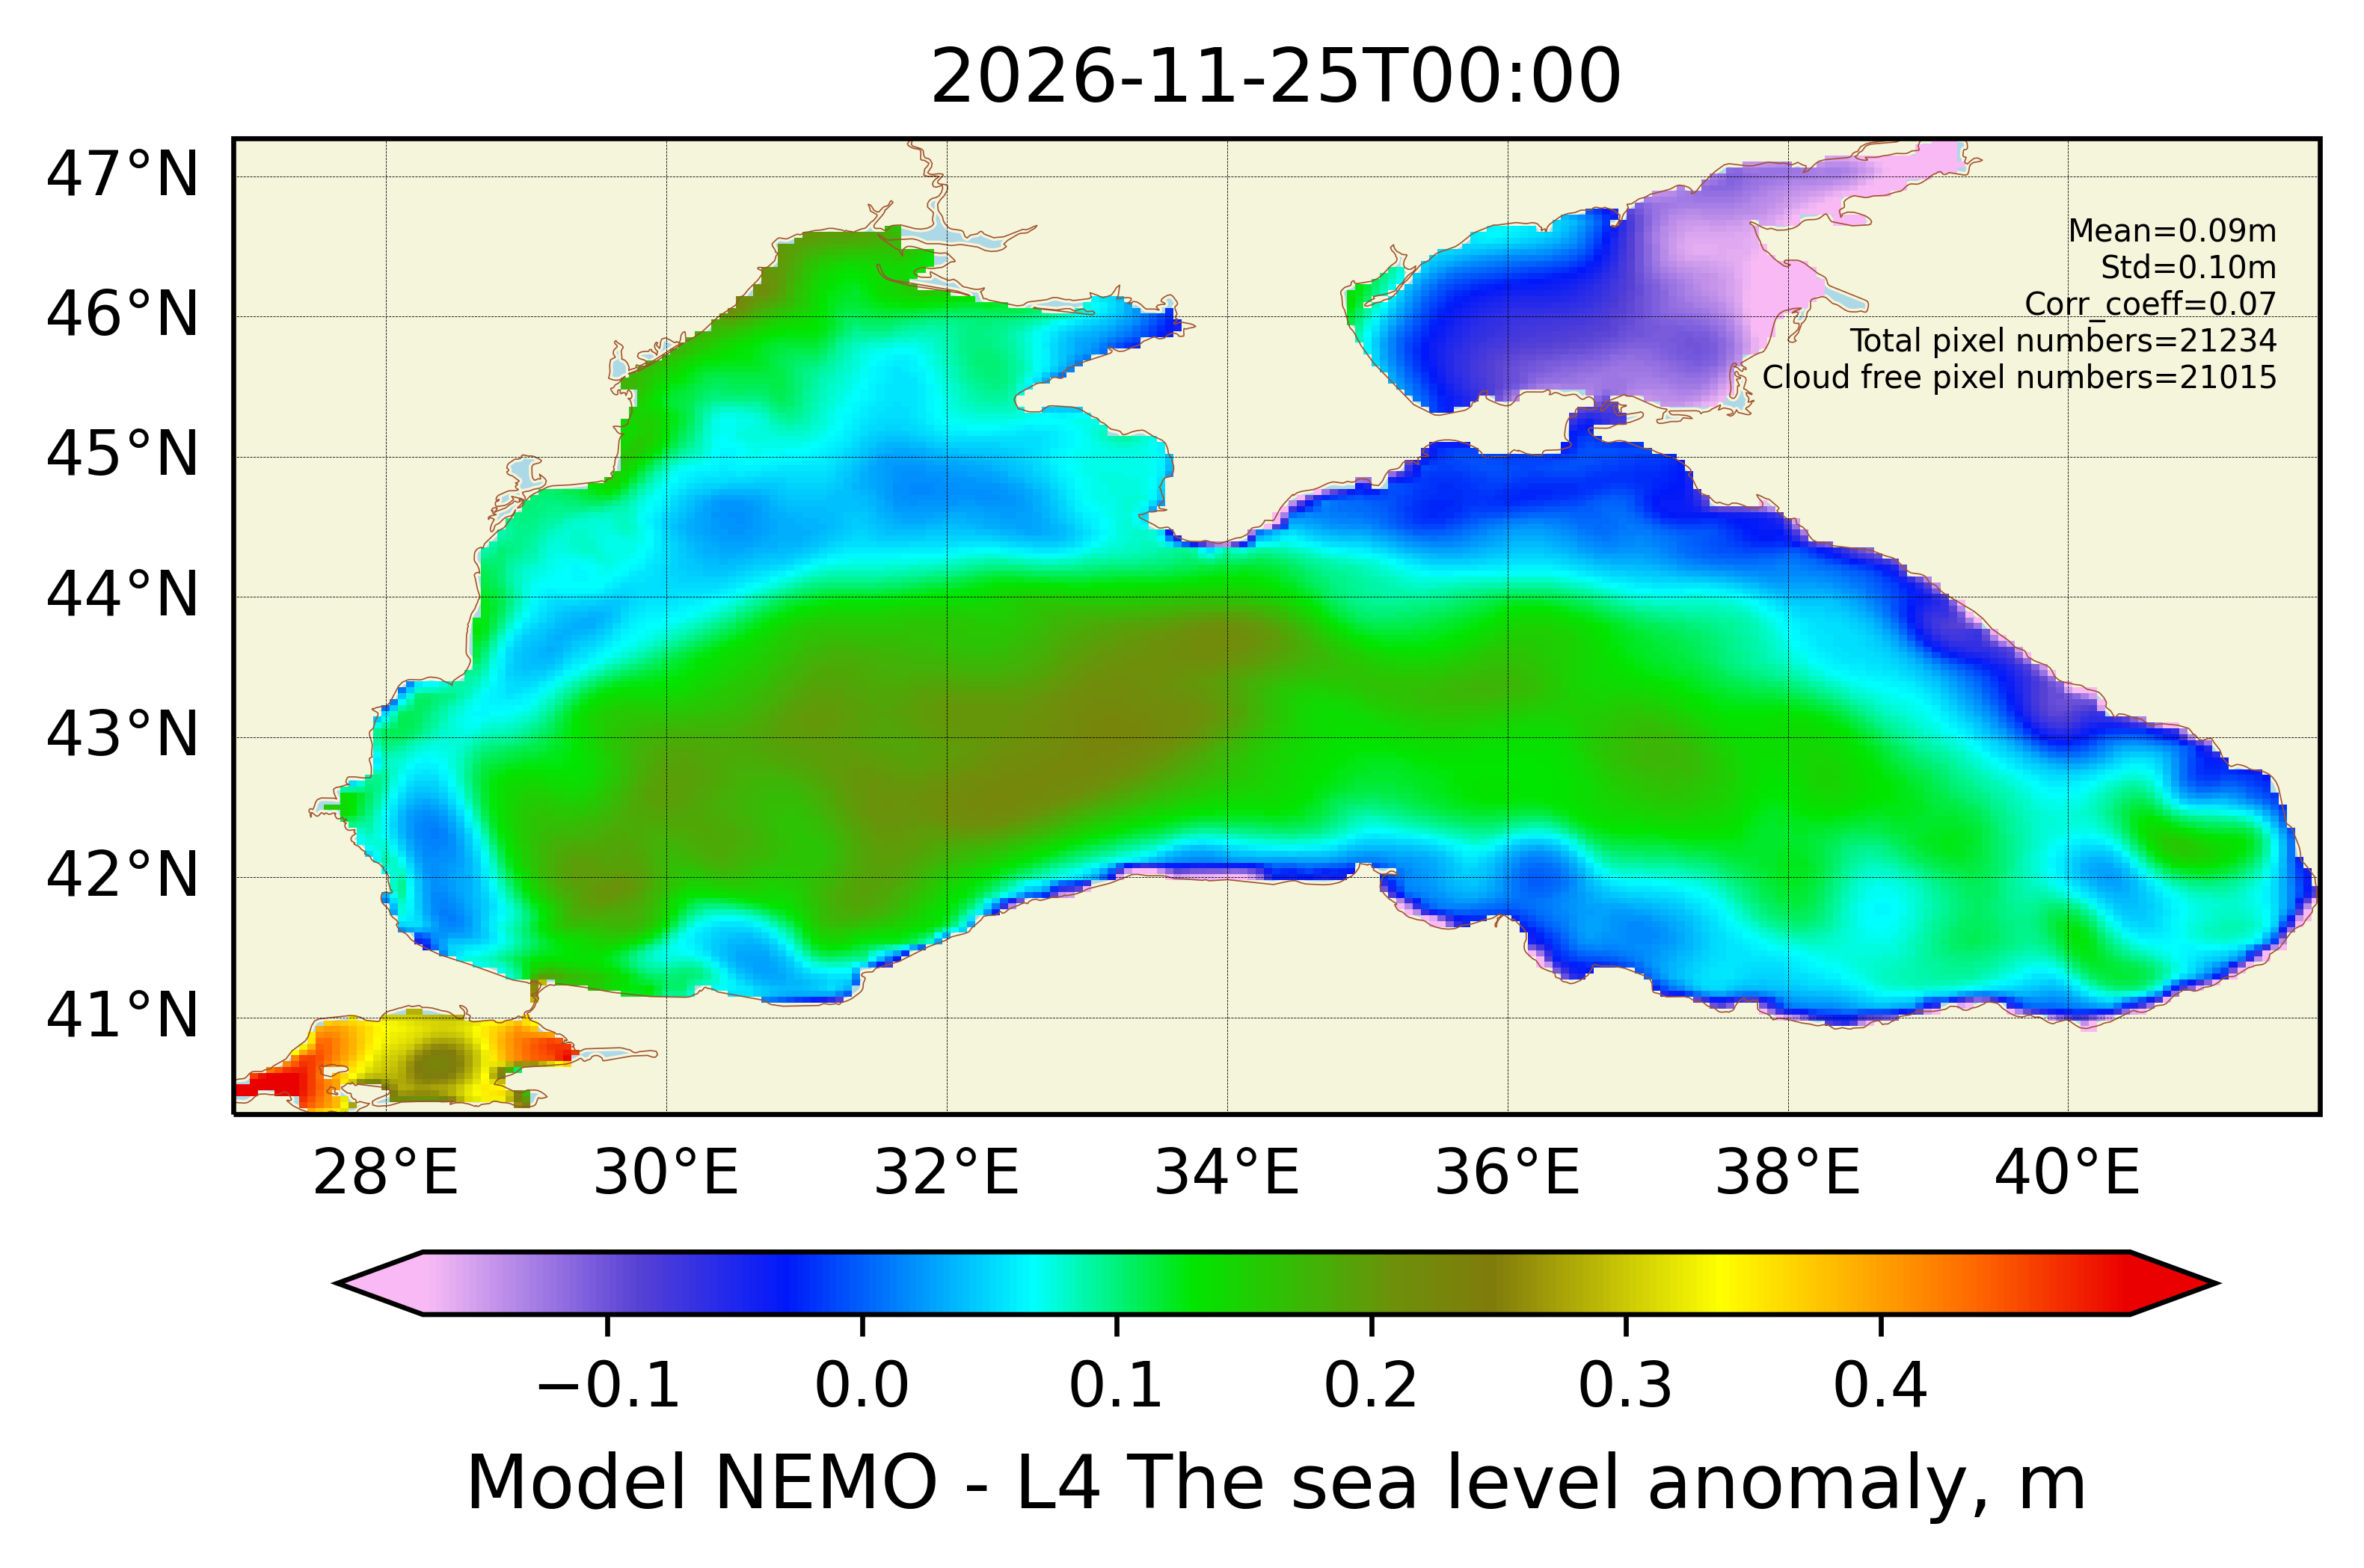 2026-11-25T00:00
47°N
46°N
45°N
44°N
43°N
42°N
41°N
Mean=0.09m
Std=0.10m
Corr_coeff=0.07
Total pixel numbers=21234
Cloud free pixel numbers=21015
28°E 30°E 32°E 34°E 36°E 38°E 40°E
−0.1 0.0 0.1 0.2 0.3 0.4
Model NEMO - L4 The sea level anomaly, m